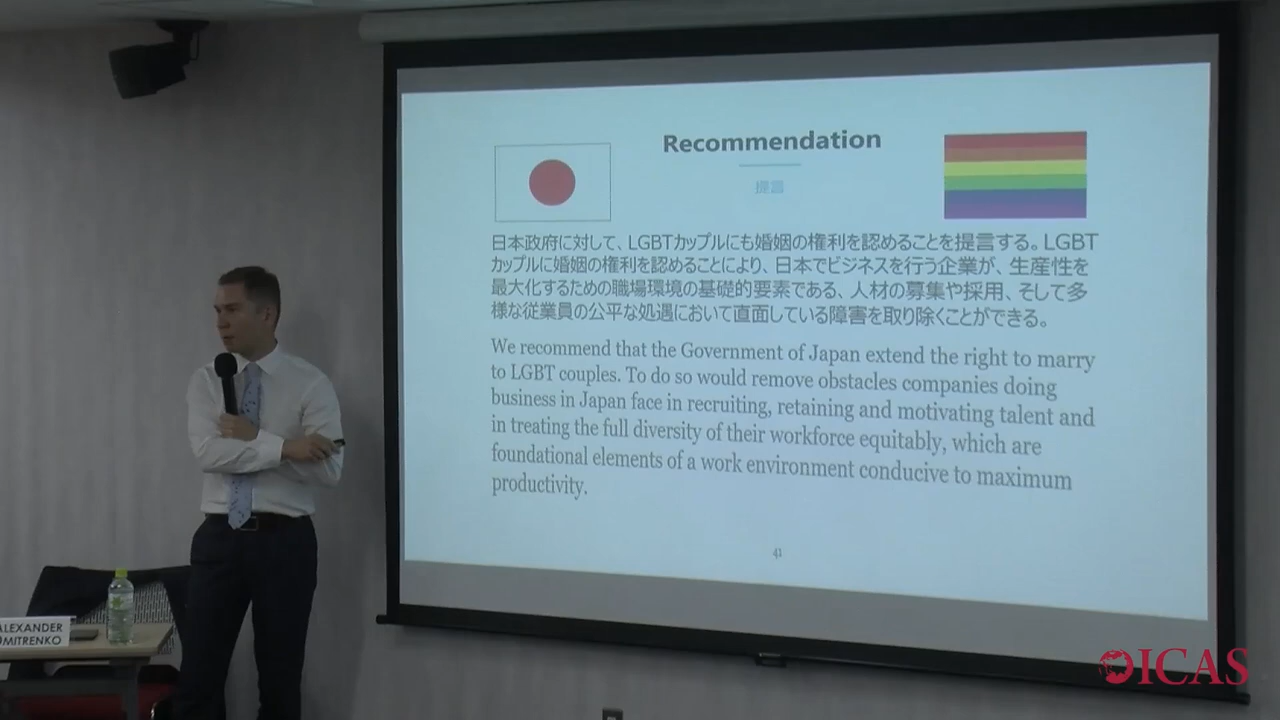 Recommendation
提言
日本政府に対して、LGBTカップルにも婚姻の権利を認めることを提言する。LGBT
カップルに婚姻の権利を認めることにより、日本でビジネスを行う企業が、生産性を
最大化するための職場環境の基礎的要素である、人材の募集や採用、そして多
様な従業員の公平な処遇において直面している障害を取り除くことができる。
We recommend that the Government of Japan extend the right to marry
to LGBT couples. To do so would remove obstacles companies doing
business in Japan face in recruiting, retaining and motivating talent and
in treating the full diversity of their workforce equitably, which are
foundational elements of a work environment conducive to maximum
productivity.
41
ALEXANDER
DMITRENKO
ICAS